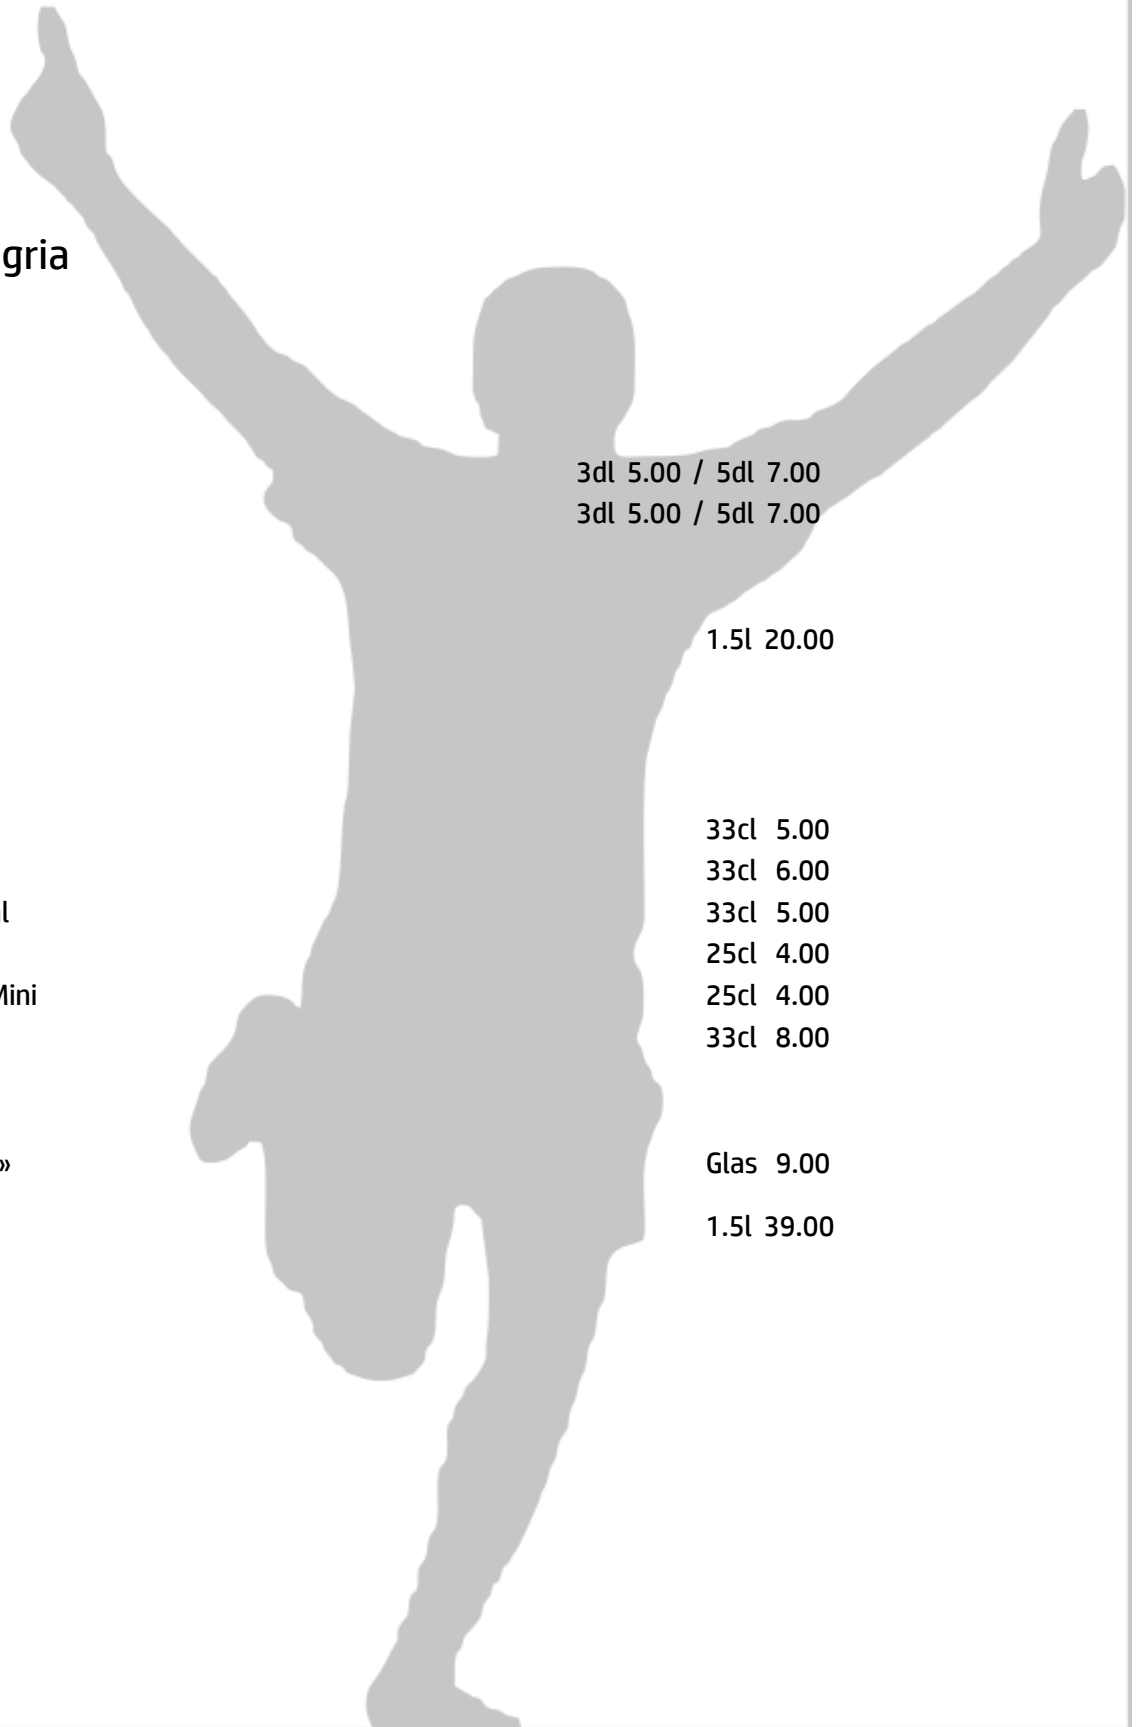 gria
3dl 5.00 / 5dl 7.00
3dl 5.00 / 5dl 7.00
1.5l 20.00
33cl 5.00
33cl 6.00
l 33cl 5.00
25cl 4.00
Mini 25cl 4.00
33cl 8.00
» Glas 9.00
1.5l 39.00